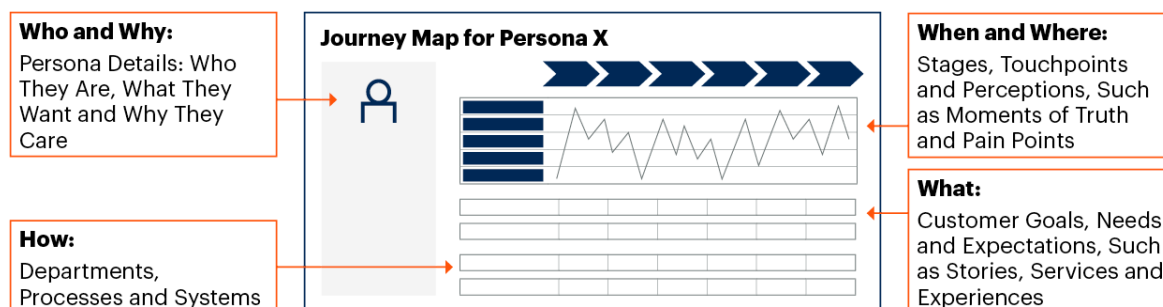 Who and Why:
Persona Details: Who
They Are, What They
Want and Why They
Care
How:
Departments,
Processes and Systems
Journey Map for Persona X
When and Where:
Stages, Touchpoints
and Perceptions, Such
as Moments of Truth
and Pain Points
What:
Customer Goals, Needs
and Expectations, Such
as Stories, Services and
Experiences